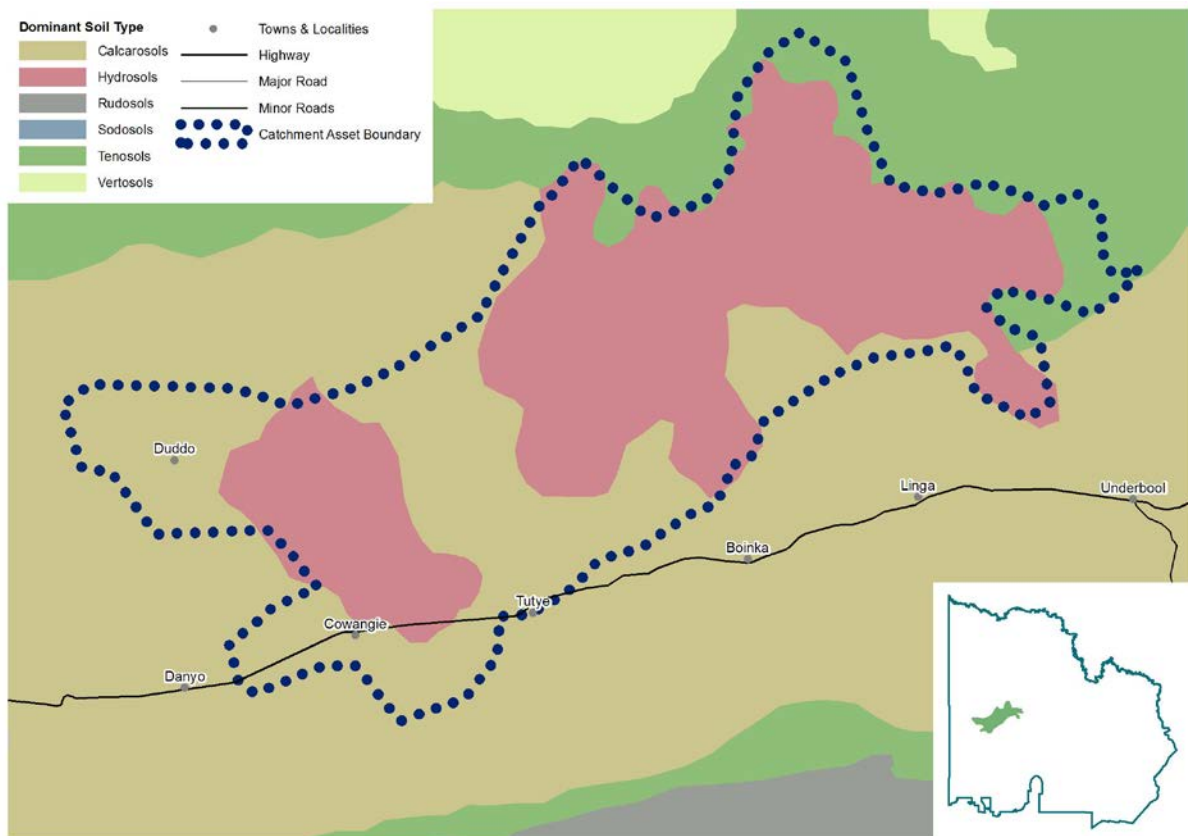 Dominant Soil Type
Calcarosols
Hydrosols
Rudosols
Sodosols
Tenosols
Vertosols
Towns & Localities
Highway
Major Road
Minor Roads
Catchment Asset Boundary
Duddo
Linga
Underbool
Boinka
Tutye
Cowangie
Danyo